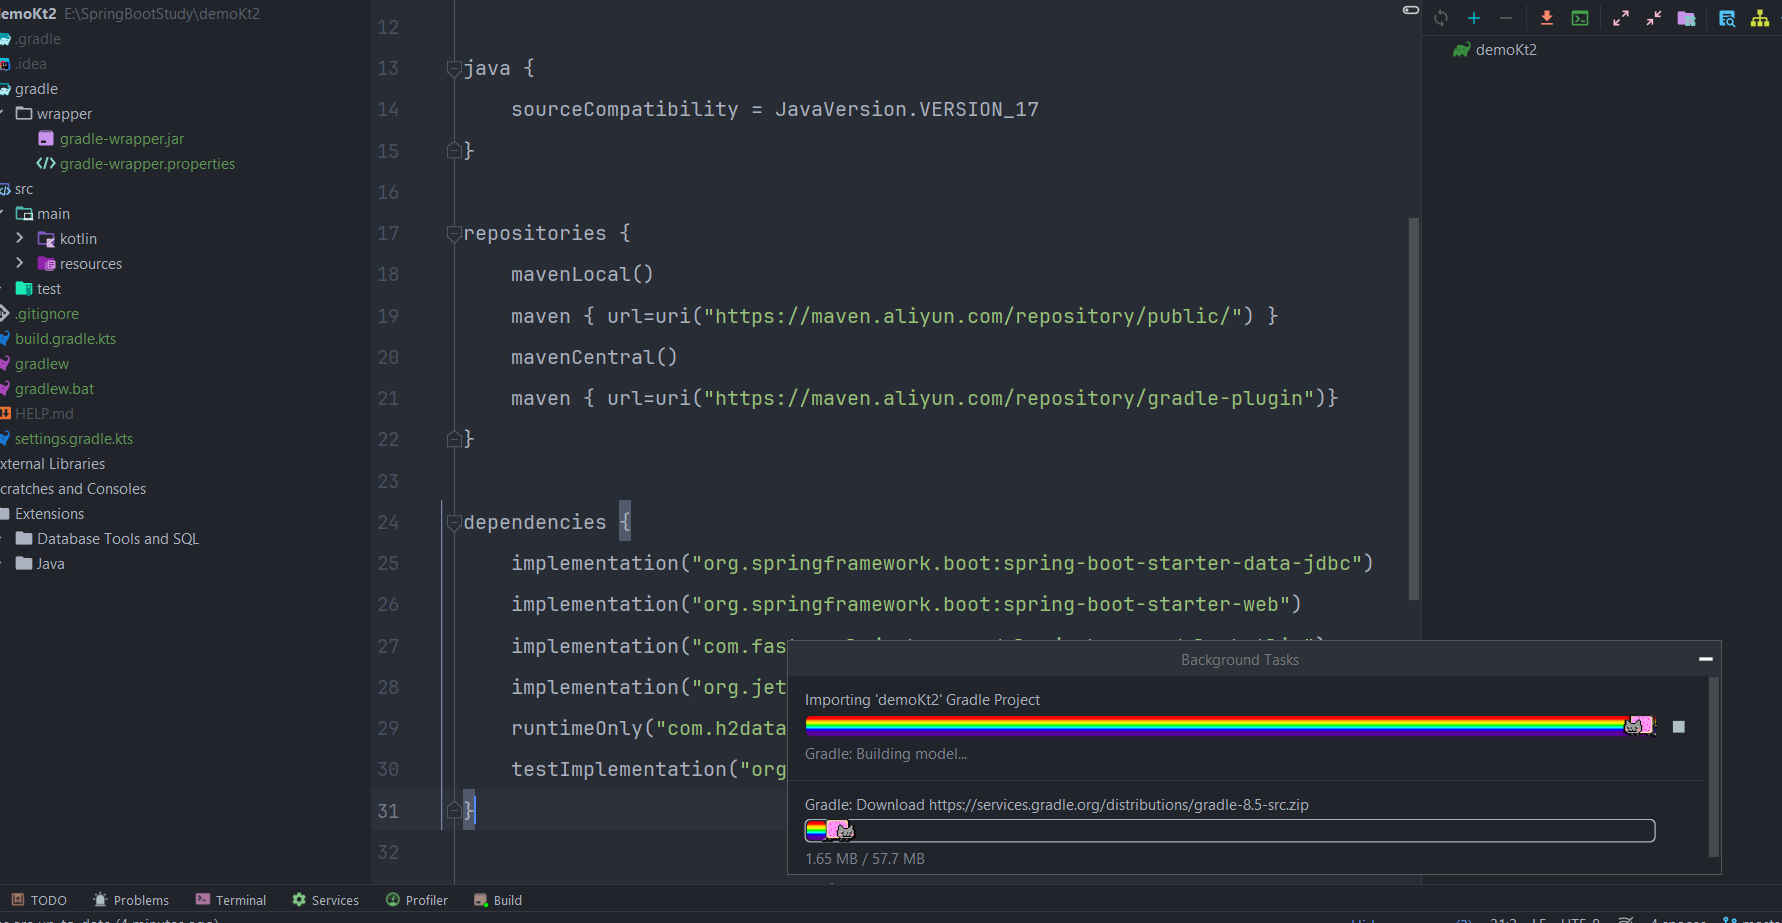 demoKt2 E:\SpringBootStudy\demoKt2
.gradle
.idea
gradle
wrapper
gradle-wrapper.jar
gradle-wrapper.properties
src
main
kotlin
resources
test
.gitignore
build.gradle.kts
gradlew
gradlew.bat
HELP.md
settings.gradle.kts
xternal Libraries
cratches and Consoles
Extensions
Database Tools and SQL
Java
12
13 java {
14 sourceCompatibility = JavaVersion.VERSION_17
15 }
16
17 repositories {
18 mavenLocal()
19 maven { url=uri("https://maven.aliyun.com/repository/public/") }
20 mavenCentral()
21 maven { url=uri("https://maven.aliyun.com/repository/gradle-plugin")}
22 }
23
24 dependencies {
25 implementation("org.springframework.boot:spring-boot-starter-data-jdbc")
26 implementation("org.springframework.boot:spring-boot-starter-web")
27 implementation("com.fas
28 implementation("org.jet
29 runtimeOnly("com.h2data
30 testImplementation("org
31 }
32
demoKt2
Background Tasks
Importing 'demoKt2' Gradle Project
Gradle: Building model...
Gradle: Download https://services.gradle.org/distributions/gradle-8.5-src.zip
1.65 MB / 57.7 MB
TODO Problems Terminal Services Profiler Build